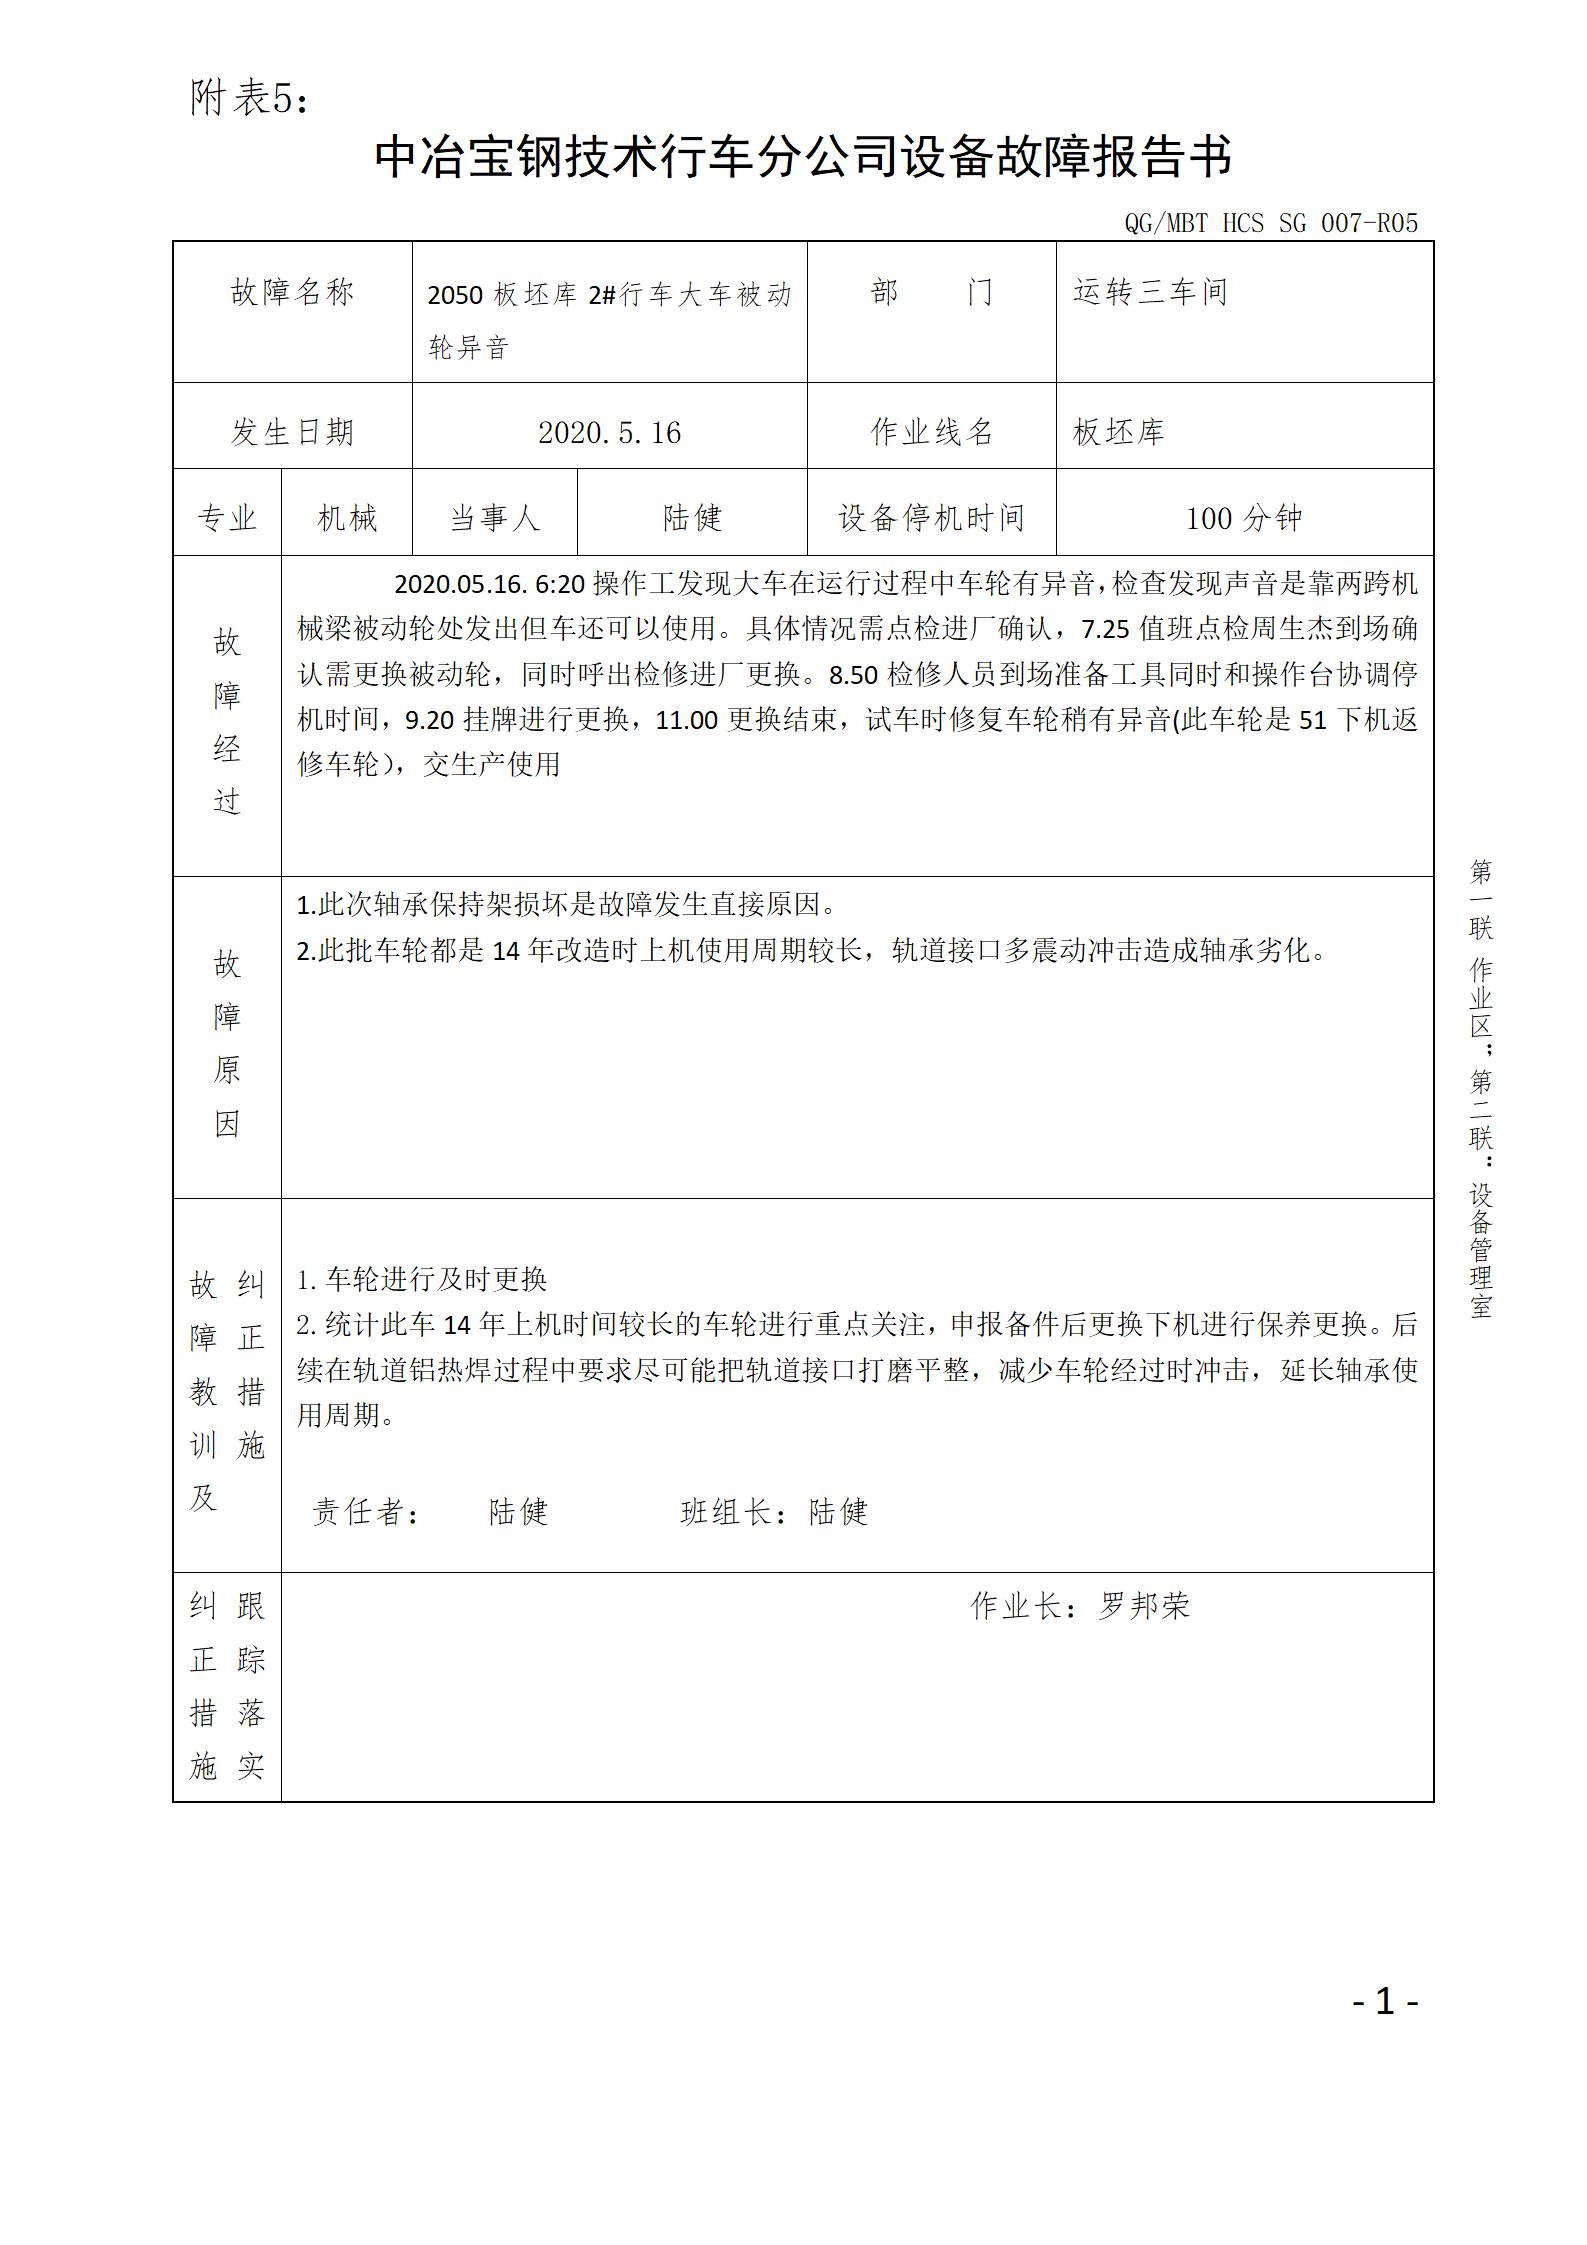 附表5：
中冶宝钢技术行车分公司设备故障报告书
QG/MBT HCS SG 007-R05
故障名称 2050 板坯库 2#行车大车被动轮异音 部 门 运转三车间
发生日期 2020.5.16 作业线名 板坯库
专业 机械 当事人 陆健 设备停机时间 100 分钟
故障经过
2020.05.16. 6:20 操作工发现大车在运行过程中车轮有异音，检查发现声音是靠两跨机
械梁被动轮处发出但车还可以使用。具体情况需点检进厂确认，7.25 值班点检周生杰到场确
认需更换被动轮，同时呼出检修进厂更换。8.50 检修人员到场准备工具同时和操作台协调停
机时间，9.20 挂牌进行更换，11.00 更换结束，试车时修复车轮稍有异音(此车轮是 51 下机返
修车轮)，交生产使用
故障原因
1.此次轴承保持架损坏是故障发生直接原因。
2.此批车轮都是 14 年改造时上机使用周期较长，轨道接口多震动冲击造成轴承劣化。
故障教训及纠正措施
1.车轮进行及时更换
2.统计此车 14 年上机时间较长的车轮进行重点关注，申报备件后更换下机进行保养更换。后
续在轨道铝热焊过程中要求尽可能把轨道接口打磨平整，减少车轮经过时冲击，延长轴承使
用周期。
责任者： 陆健 班组长：陆健
纠正措施跟踪落实
作业长：罗邦荣
第一联 作业区；第二联：设备管理室
- 1 -